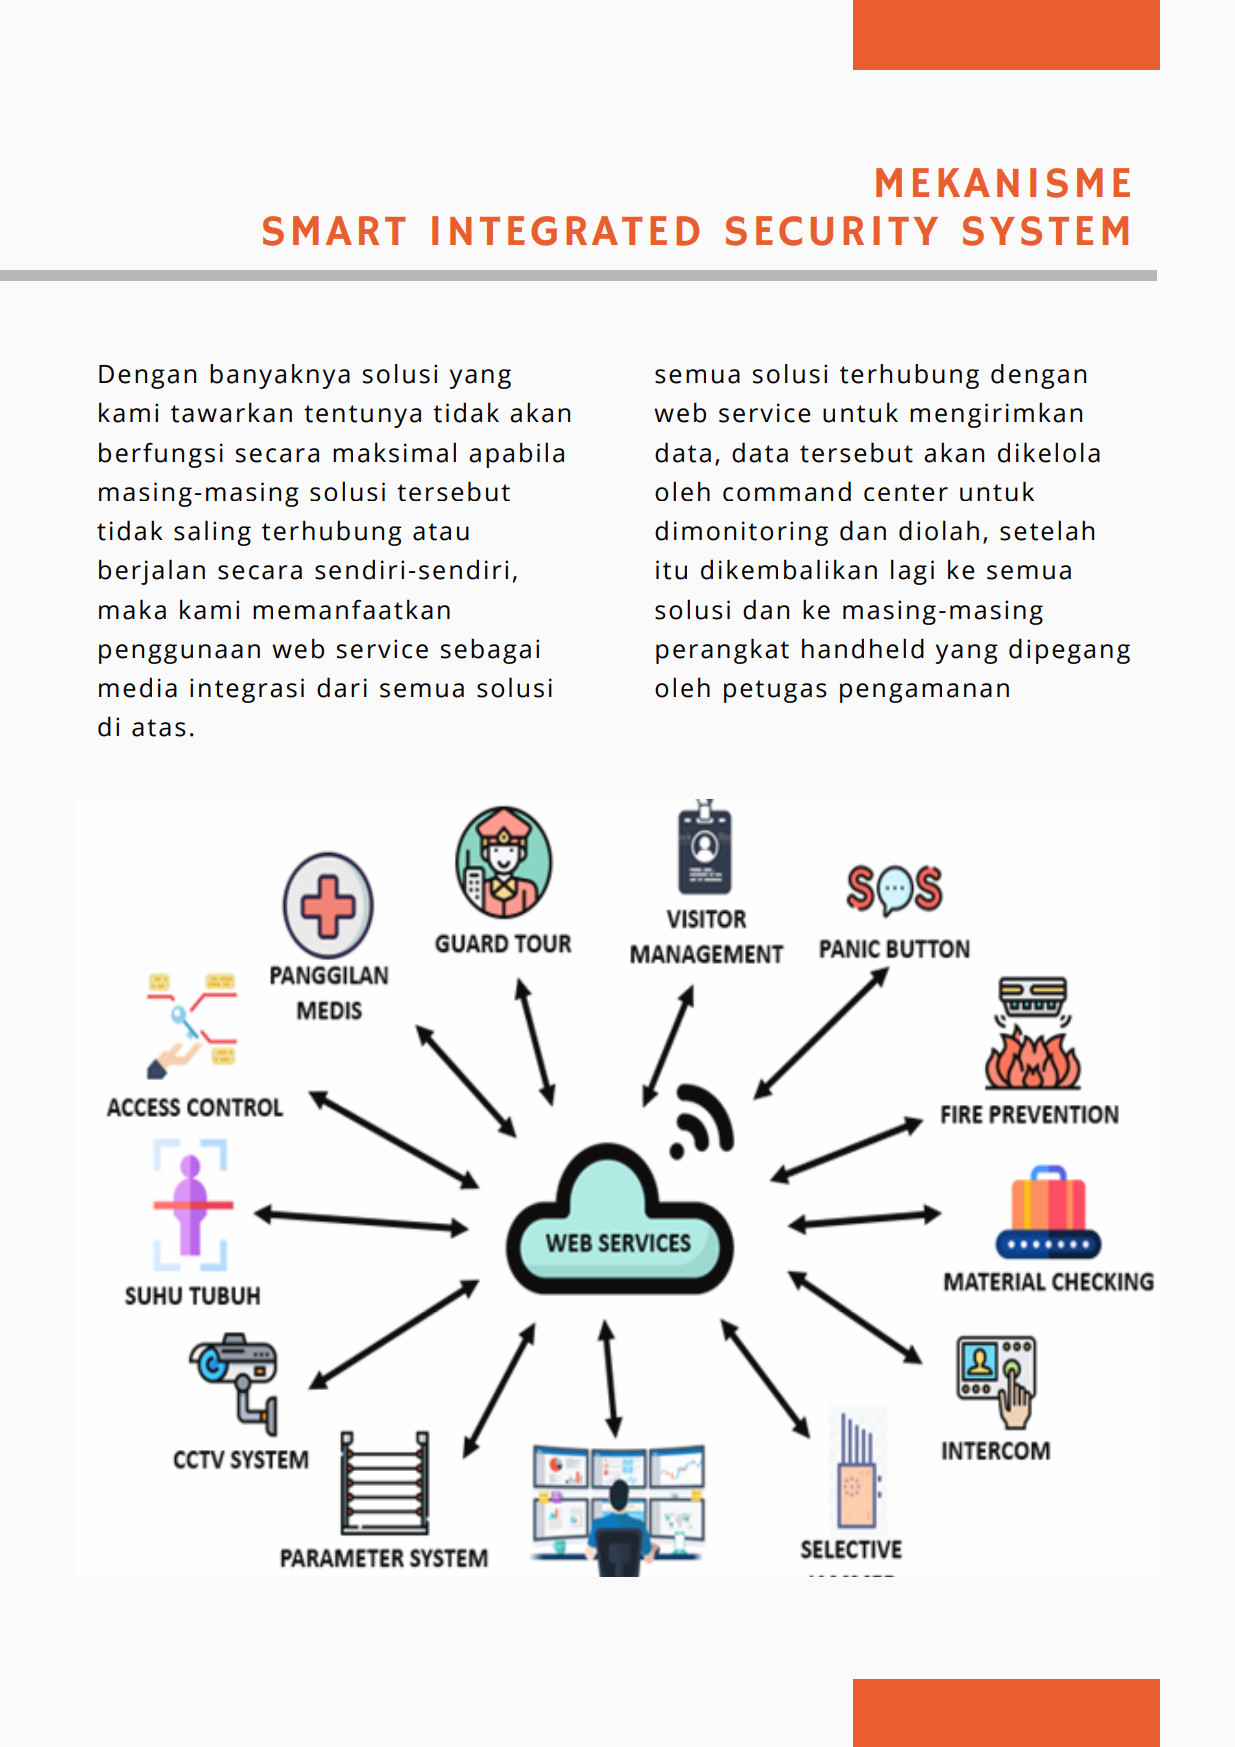 MEKANISME
SMART INTEGRATED SECURITY SYSTEM
Dengan banyaknya solusi yang
kami tawarkan tentunya tidak akan
berfungsi secara maksimal apabila
masing-masing solusi tersebut
tidak saling terhubung atau
berjalan secara sendiri-sendiri,
maka kami memanfaatkan
penggunaan web service sebagai
media integrasi dari semua solusi
di atas.
semua solusi terhubung dengan
web service untuk mengirimkan
data, data tersebut akan dikelola
oleh command center untuk
dimonitoring dan diolah, setelah
itu dikembalikan lagi ke semua
solusi dan ke masing-masing
perangkat handheld yang dipegang
oleh petugas pengamanan
GUARD TOUR
VISITOR
MANAGEMENT
SOS
PANIC BUTTON
PANGGILAN
MEDIS
ACCESS CONTROL
FIRE PREVENTION
SUHU TUBUH
WEB SERVICES
MATERIAL CHECKING
CCTV SYSTEM
INTERCOM
PARAMETER SYSTEM
SELECTIVE